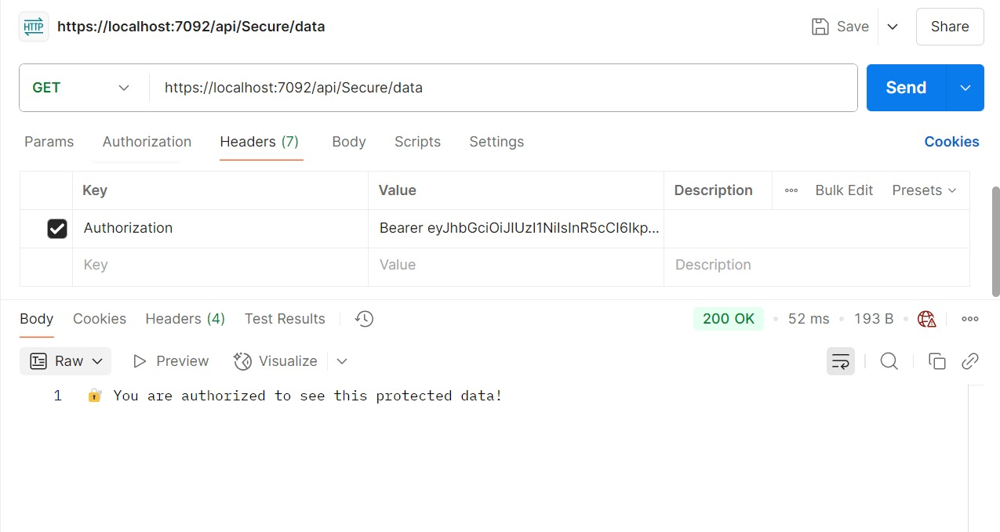 HTTP https://localhost:7092/api/Secure/data Save Share
GET https://localhost:7092/api/Secure/data Send
Params Authorization Headers (7) Body Scripts Settings Cookies
Key Value Description Bulk Edit Presets
Authorization Bearer eyJhbGciOiJIUzI1NiIsInR5cCI6Ikp...
Key Value Description
Body Cookies Headers (4) Test Results 200 OK 52 ms 193 B
Raw Preview Visualize
1 🔐 You are authorized to see this protected data!